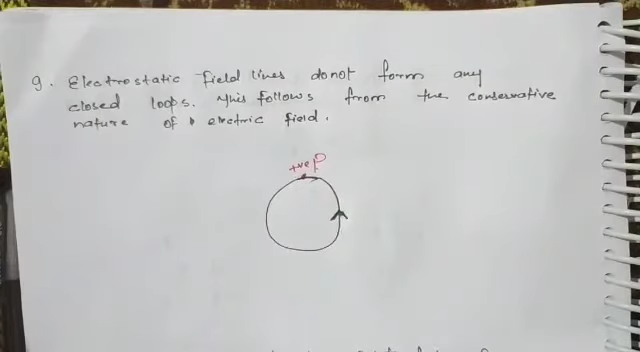 9. Electrostatic field lines donot form any
closed loops. This follows from the conservative
nature of electric field.
+ve P